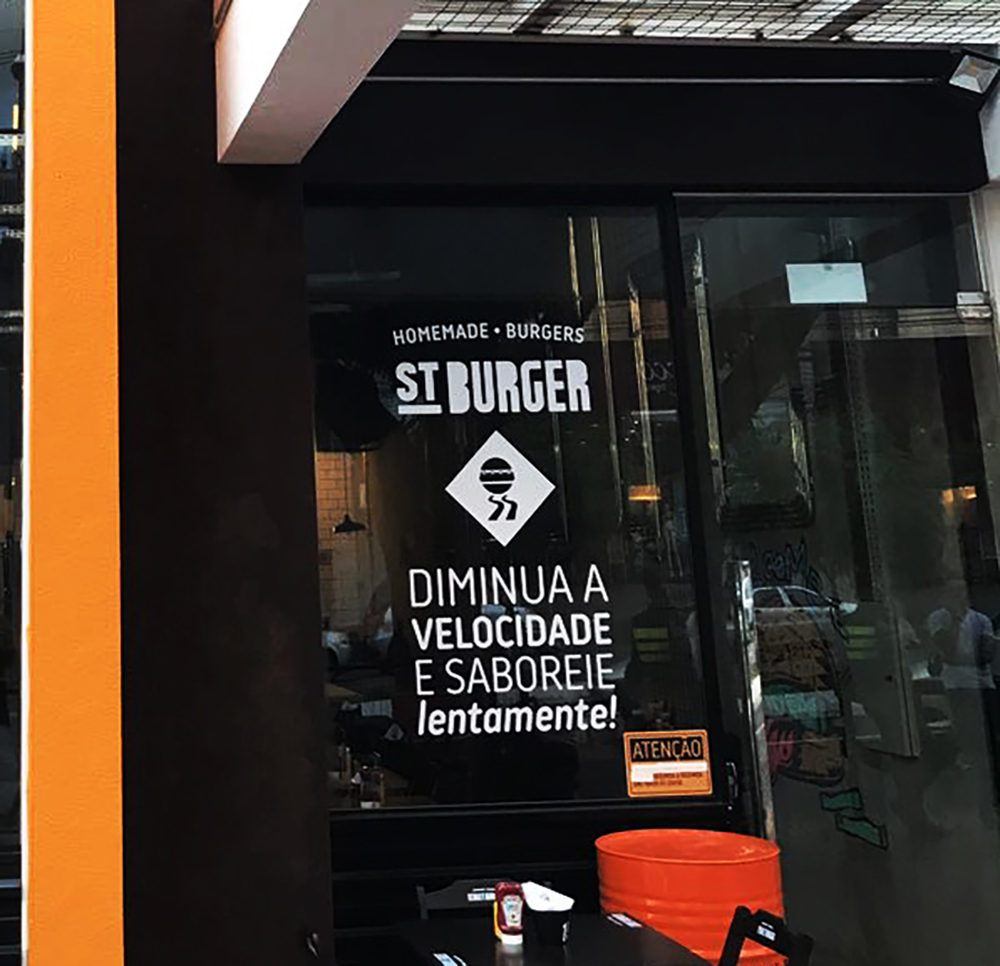 HOMEMADE • BURGERS
ST BURGER
DIMINUA A
VELOCIDADE
E SABOREIE
lentamente!
ATENÇÃO